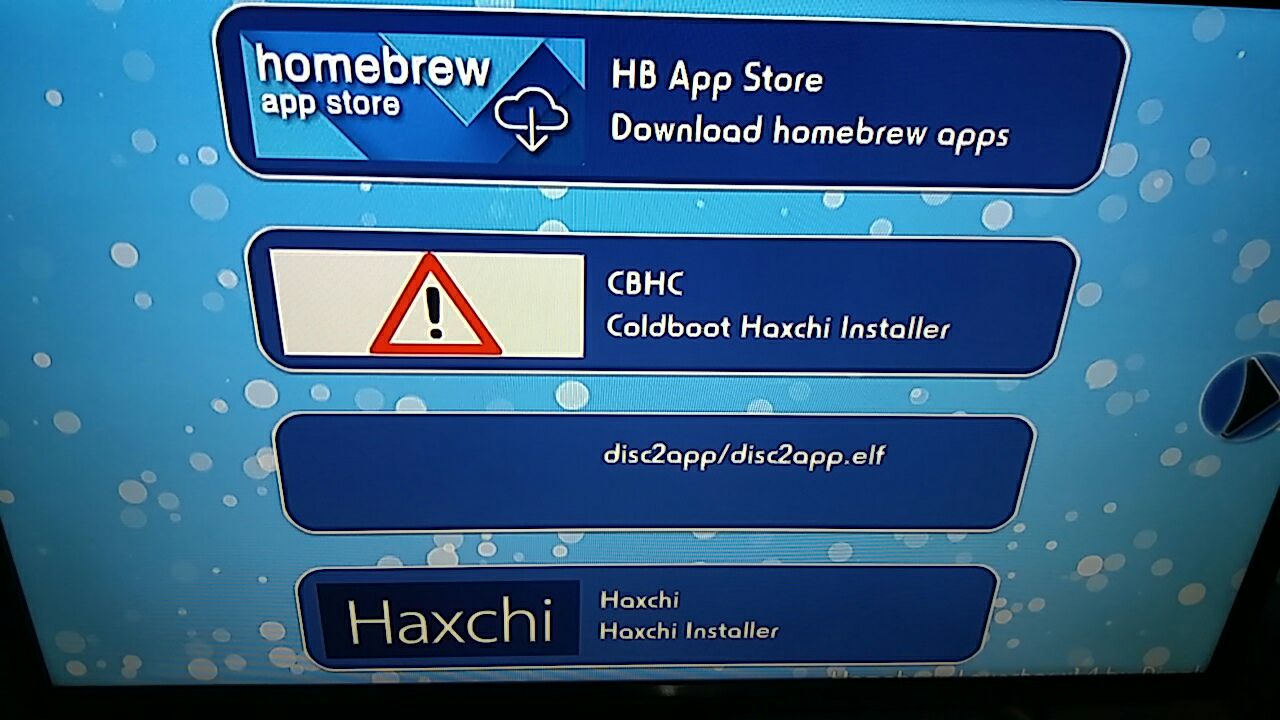 homebrew
app store
HB App Store
Download homebrew apps
CBHC
Coldboot Haxchi Installer
disc2app/disc2app.elf
Haxchi
Haxchi
Haxchi Installer